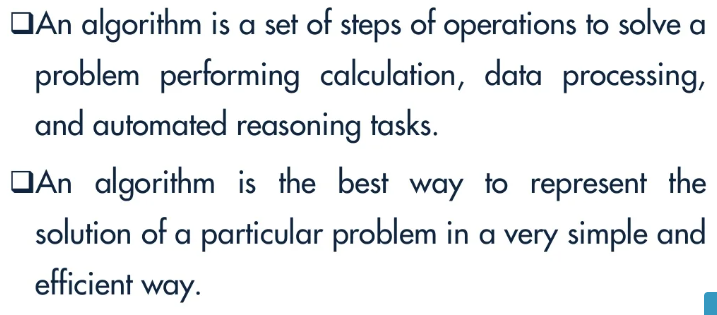 ❑An algorithm is a set of steps of operations to solve a
problem performing calculation, data processing,
and automated reasoning tasks.
❑An algorithm is the best way to represent the
solution of a particular problem in a very simple and
efficient way.